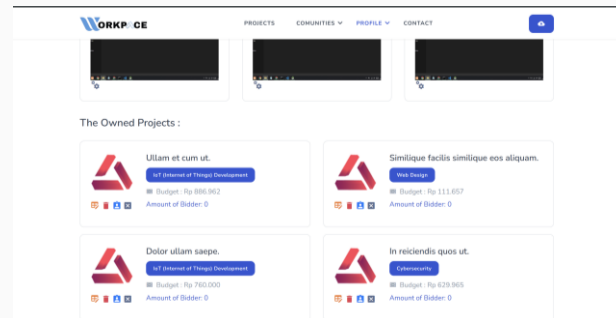 WORKPACE
PROJECTS COMUNITIES PROFILE CONTACT
The Owned Projects :
Ullam et cum ut.
IoT (Internet of Things) Development
Budget : Rp 886.962
Amount of Bidder: 0
Similique facilis similique eos aliquam.
Web Design
Budget : Rp 111.657
Amount of Bidder: 0
Dolor ullam saepe.
IoT (Internet of Things) Development
Budget : Rp 760.000
Amount of Bidder: 0
In reiciendis quos ut.
Cybersecurity
Budget : Rp 629.965
Amount of Bidder: 0